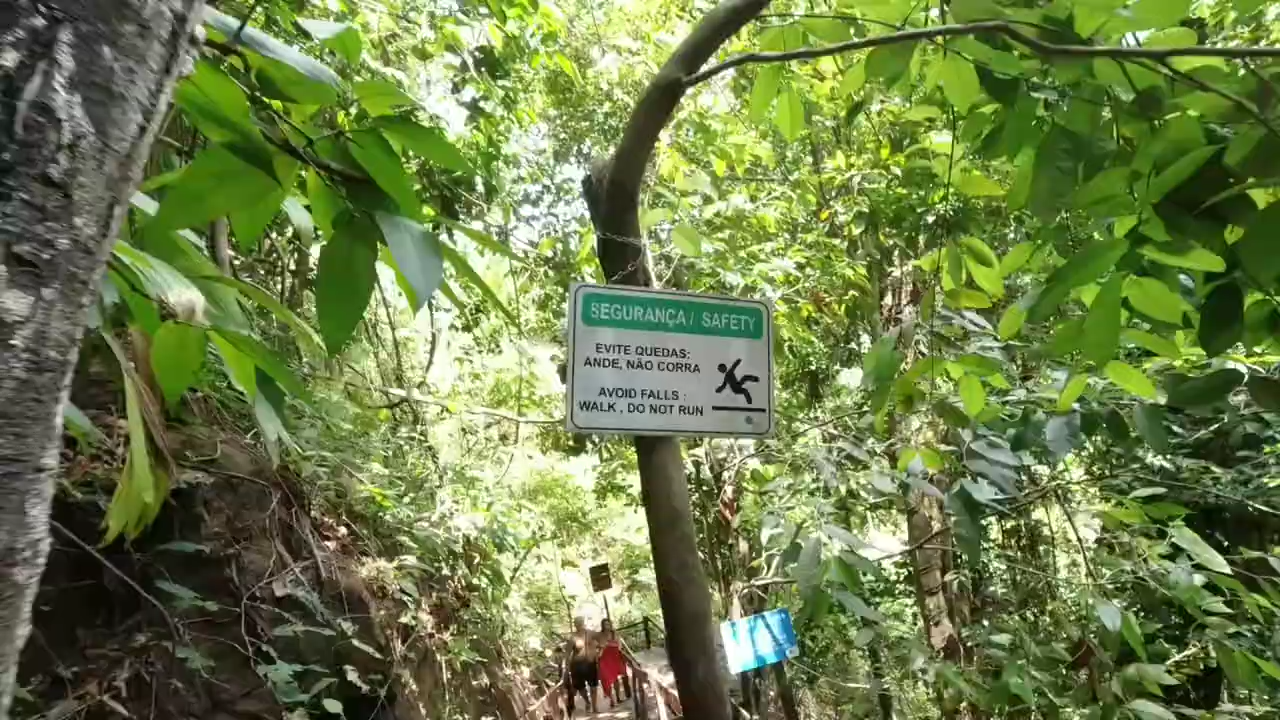 SEGURANÇA / SAFETY
EVITE QUEDAS:
ANDE, NÃO CORRA
AVOID FALLS :
WALK , DO NOT RUN